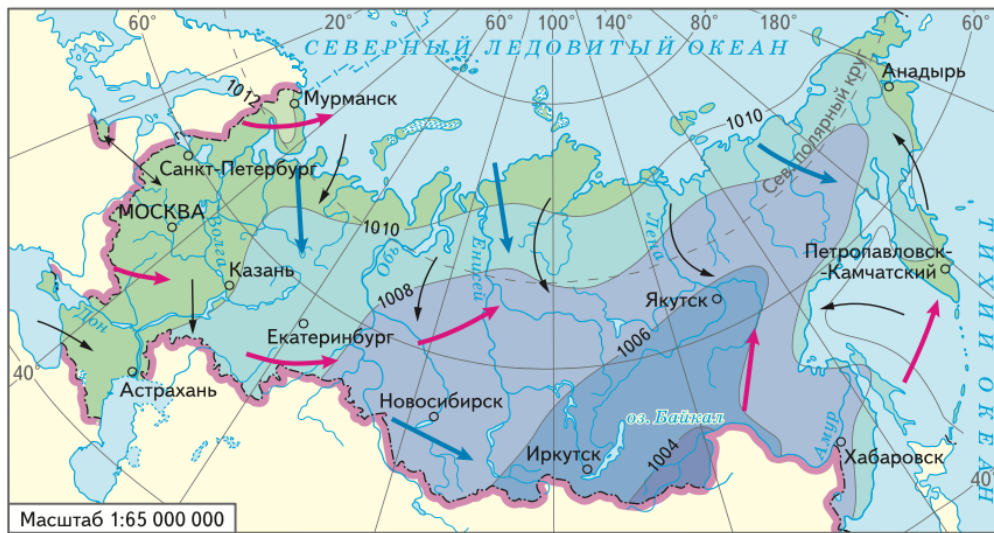 60° 20° 20° 60° 100° 140° 180° 60°
СЕВЕРНЫЙ ЛЕДОВИТЫЙ ОКЕАН
1012
Мурманск
1010
Анадырь
Сев. полярный круг
Санкт-Петербург
МОСКВА
Волга
1010
Обь
Енисей
Лена
Казань
1008
Петропавловск-
-Камчатский
Якутск
Дон
Екатеринбург
1006
40°
Астрахань
Новосибирск
оз. Байкал
Амур
Иркутск
1004
Хабаровск
ТИХИЙ ОКЕАН
40°
Масштаб 1:65 000 000